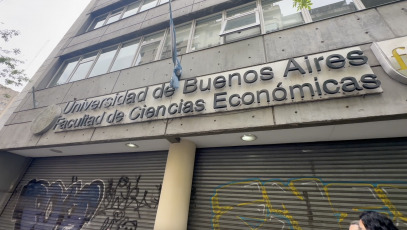 Universidad de Buenos Aires
Facultad de Ciencias Económicas